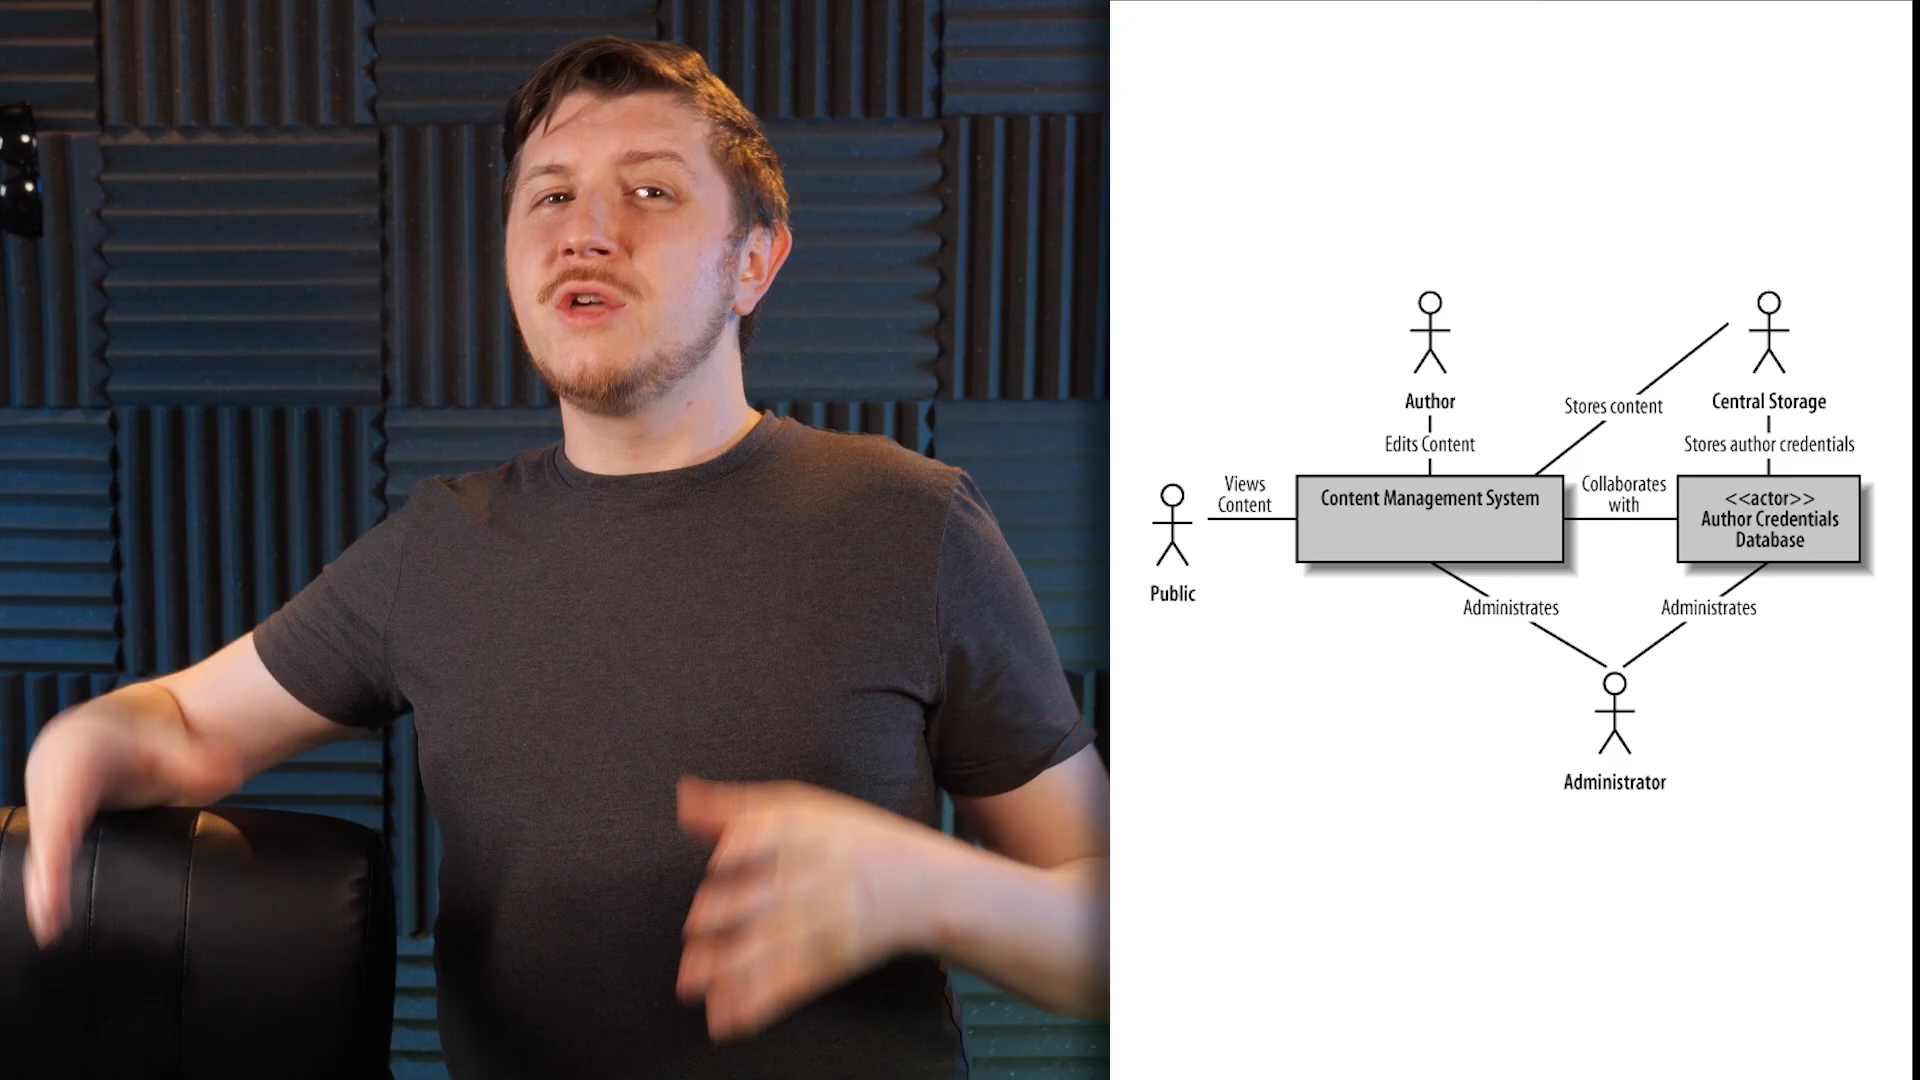 Author
Central Storage
Stores content
Edits Content
Stores author credentials
Views
Content
Content Management System
Collaborates
with
<<actor>>
Author Credentials
Database
Public
Administrates
Administrates
Administrator